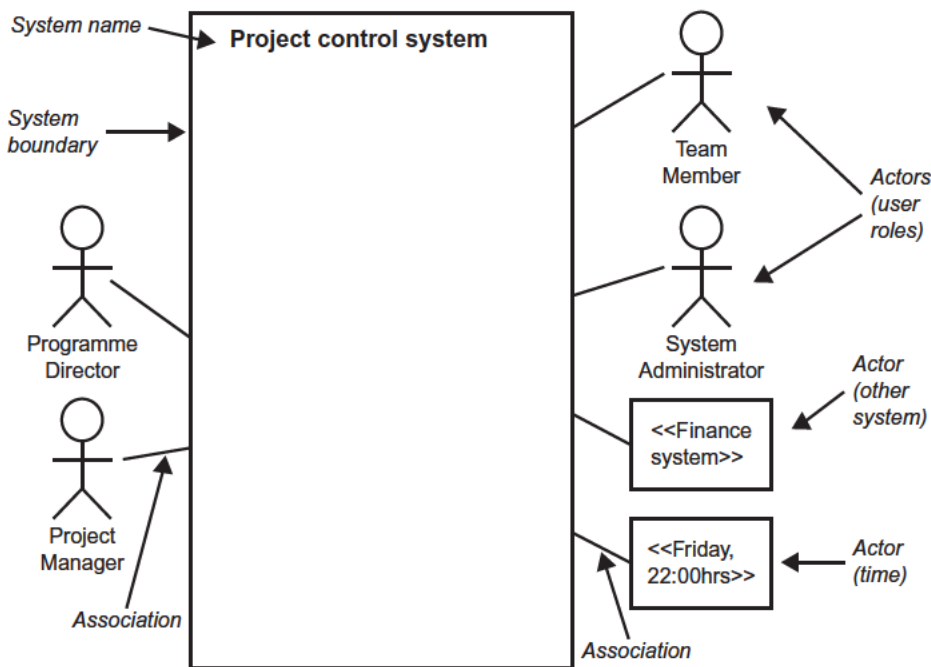 System name
Project control system
System
boundary
Team
Member
Actors
(user
roles)
Programme
Director
System
Administrator
Actor
(other
system)
<<Finance
system>>
Project
Manager
<<Friday,
22:00hrs>>
Actor
(time)
Association
Association